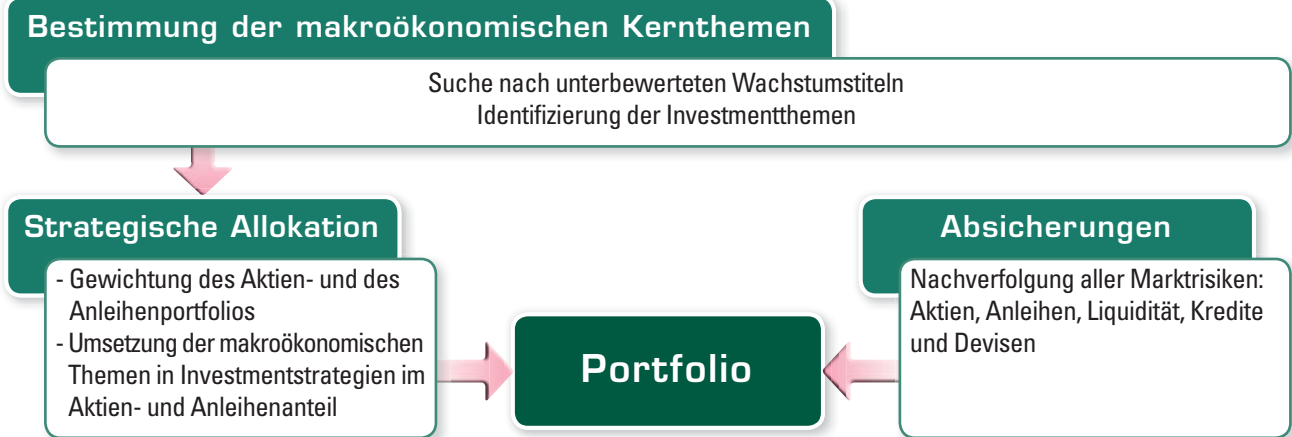 Bestimmung der makroökonomischen Kernthemen
Suche nach unterbewerteten Wachstumstiteln
Identifizierung der Investmentthemen
Strategische Allokation
- Gewichtung des Aktien- und des
Anleihenportfolios
- Umsetzung der makroökonomischen
Themen in Investmentstrategien im
Aktien- und Anleihenanteil
Portfolio
Absicherungen
Nachverfolgung aller Marktrisiken:
Aktien, Anleihen, Liquidität, Kredite
und Devisen